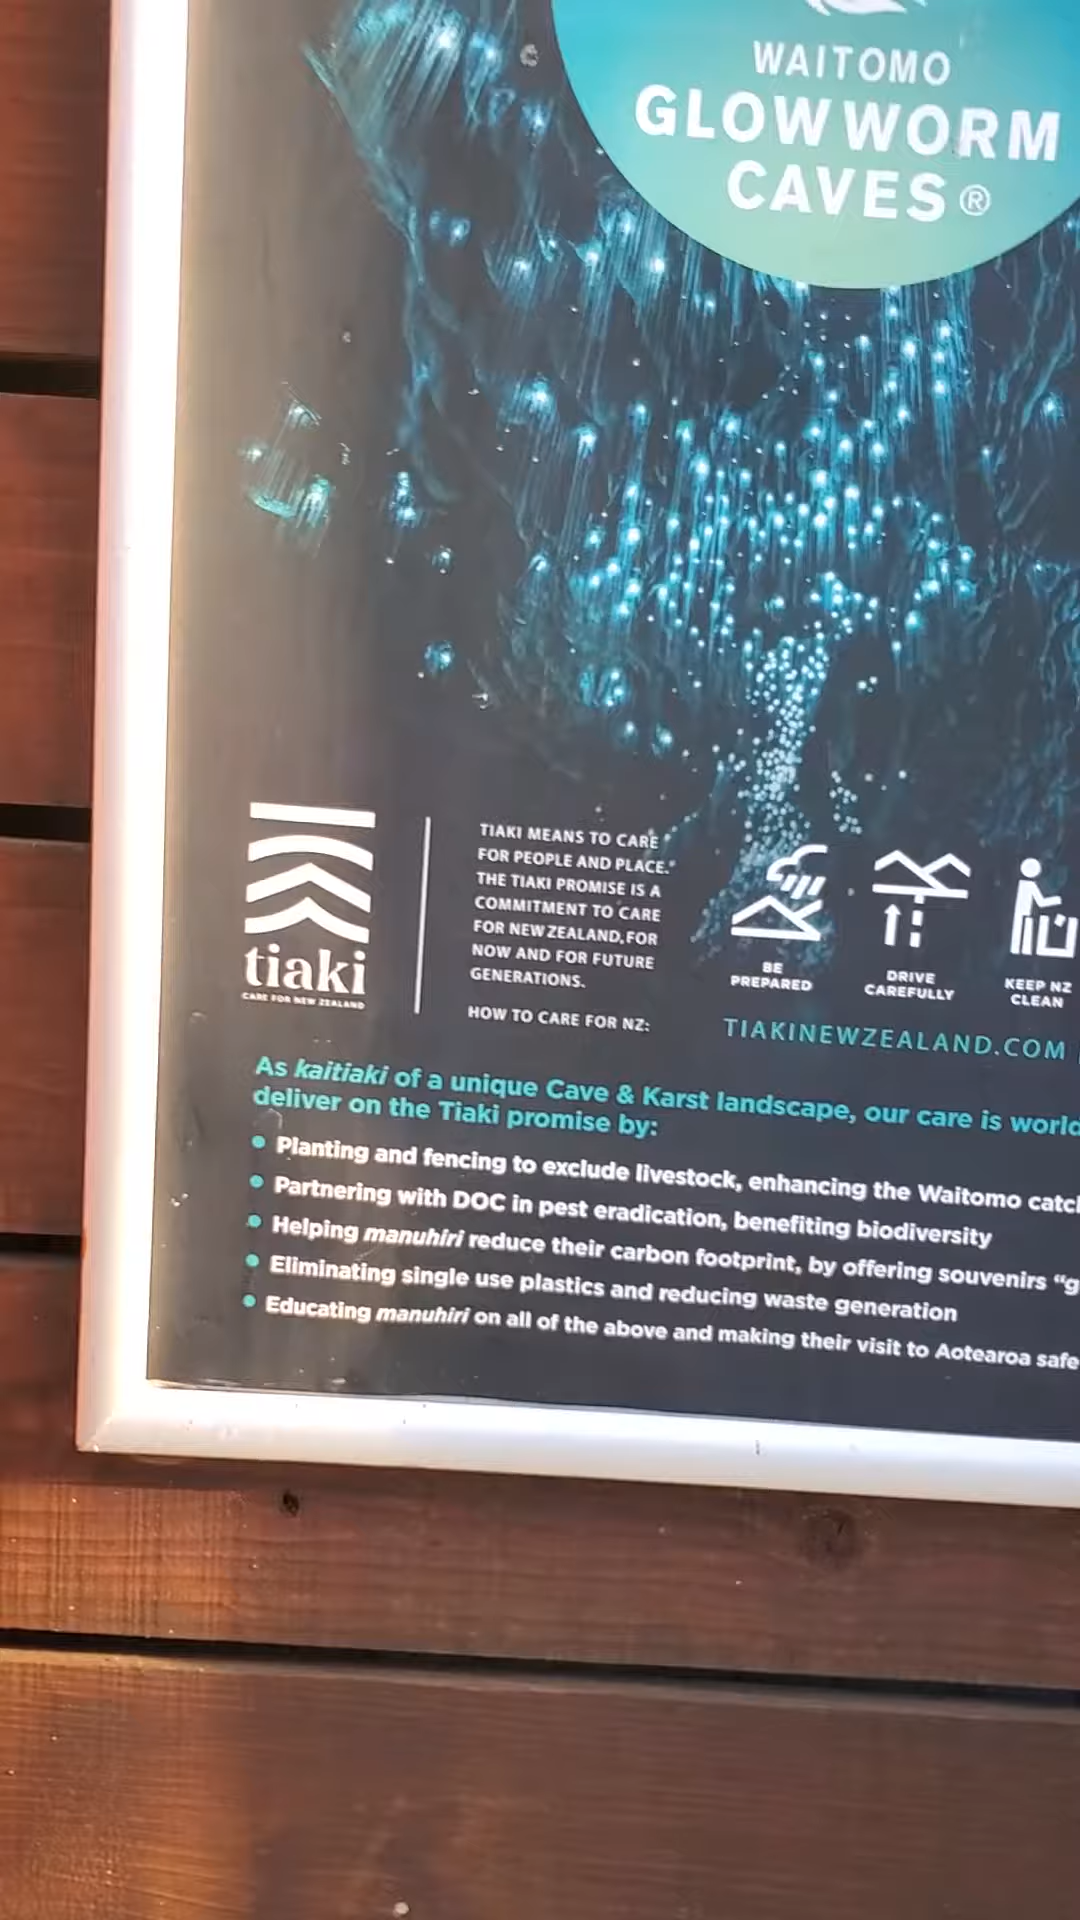 WAITOMO
GLOWWORM
CAVES®
TIAKI MEANS TO CARE
FOR PEOPLE AND PLACE.
THE TIAKI PROMISE IS A
COMMITMENT TO CARE
FOR NEW ZEALAND, FOR
NOW AND FOR FUTURE
GENERATIONS.
HOW TO CARE FOR NZ:
tiaki
CARE FOR NEW ZEALAND
BE
PREPARED
DRIVE
CAREFULLY
KEEP NZ
CLEAN
TIAKINEWZEALAND.COM
As kaitiaki of a unique Cave & Karst landscape, our care is world
deliver on the Tiaki promise by:
• Planting and fencing to exclude livestock, enhancing the Waitomo
• Partnering with DOC in pest eradication, benefiting biodiversity
• Helping manuhiri reduce their carbon footprint, by offering souvenirs
• Eliminating single use plastics and reducing waste generation
• Educating manuhiri on all of the above and making their visit to Aotearoa safe